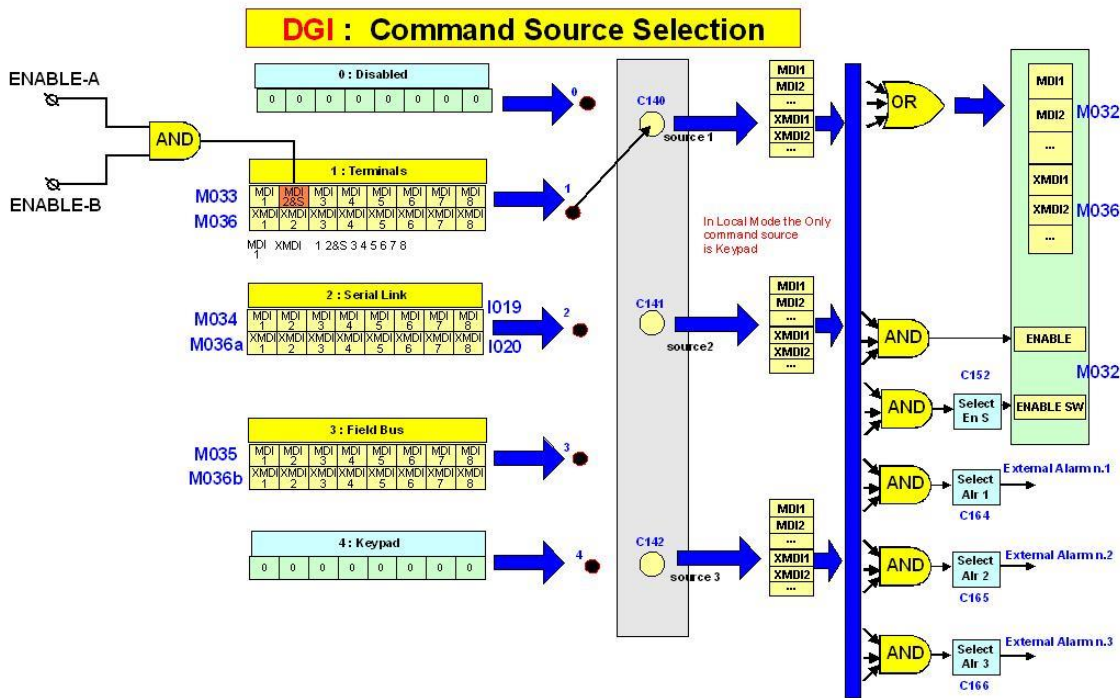 DGI : Command Source Selection
ENABLE-A
ENABLE-B
AND
0 : Disabled
0 0 0 0 0 0 0 0
0
1 : Terminals
M033
MDI 1 MDI 2&S MDI 3 MDI 4 MDI 5 MDI 6 MDI 7 MDI 8
M036
XMDI 1 XMDI 2 XMDI 3 XMDI 4 XMDI 5 XMDI 6 XMDI 7 XMDI 8
MDI 1 XMDI 1 2&S 3 4 5 6 7 8
1
2 : Serial Link
I019
M034
MDI 1 MDI 2 MDI 3 MDI 4 MDI 5 MDI 6 MDI 7 MDI 8
M036a
XMDI 1 XMDI 2 XMDI 3 XMDI 4 XMDI 5 XMDI 6 XMDI 7 XMDI 8
I020
2
3 : Field Bus
M035
MDI 1 MDI 2 MDI 3 MDI 4 MDI 5 MDI 6 MDI 7 MDI 8
M036b
XMDI 1 XMDI 2 XMDI 3 XMDI 4 XMDI 5 XMDI 6 XMDI 7 XMDI 8
3
4 : Keypad
0 0 0 0 0 0 0 0
4
C140
source 1
C141
source2
C142
source 3
MDI1
MDI2
...
XMDI1
XMDI2
...
In Local Mode the Only
command source
is Keypad
MDI1
MDI2
...
XMDI1
XMDI2
...
MDI1
MDI2
...
XMDI1
XMDI2
...
OR
MDI1
MDI2
...
XMDI1
XMDI2
...
M032
M036
AND
ENABLE
M032
AND
C152
Select
En S
ENABLE SW
AND
Select
Alr 1
C164
External Alarm n.1
AND
Select
Alr 2
C165
External Alarm n.2
AND
Select
Alr 3
C166
External Alarm n.3